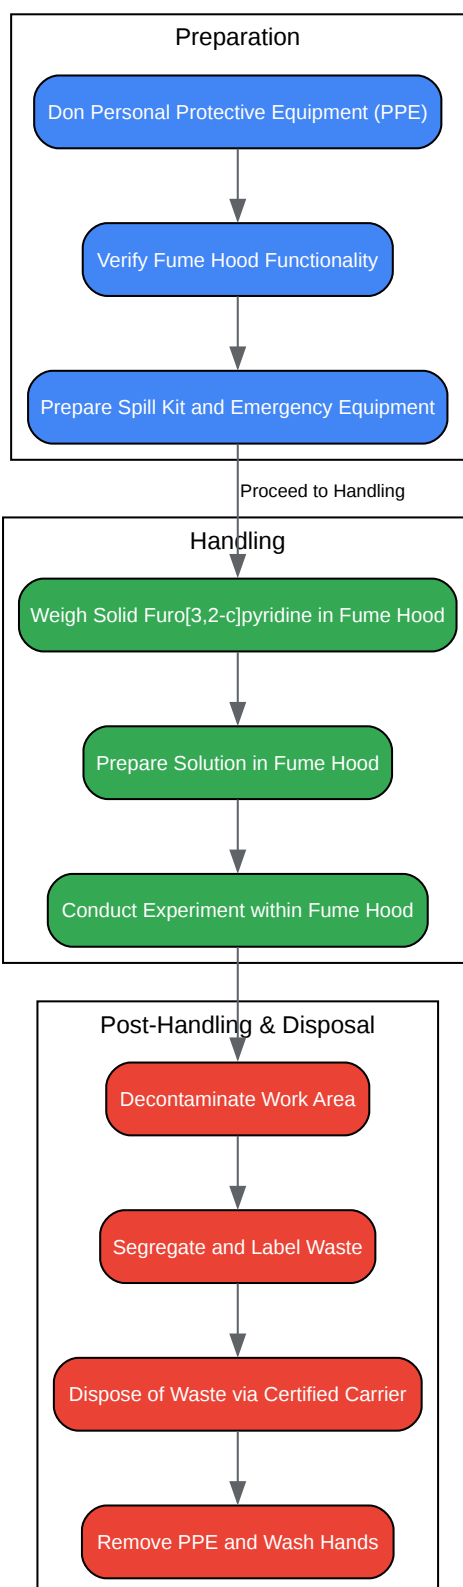 Preparation
Don Personal Protective Equipment (PPE)
Verify Fume Hood Functionality
Prepare Spill Kit and Emergency Equipment
Proceed to Handling
Handling
Weigh Solid Furo[3,2-c]pyridine in Fume Hood
Prepare Solution in Fume Hood
Conduct Experiment within Fume Hood
Post-Handling & Disposal
Decontaminate Work Area
Segregate and Label Waste
Dispose of Waste via Certified Carrier
Remove PPE and Wash Hands